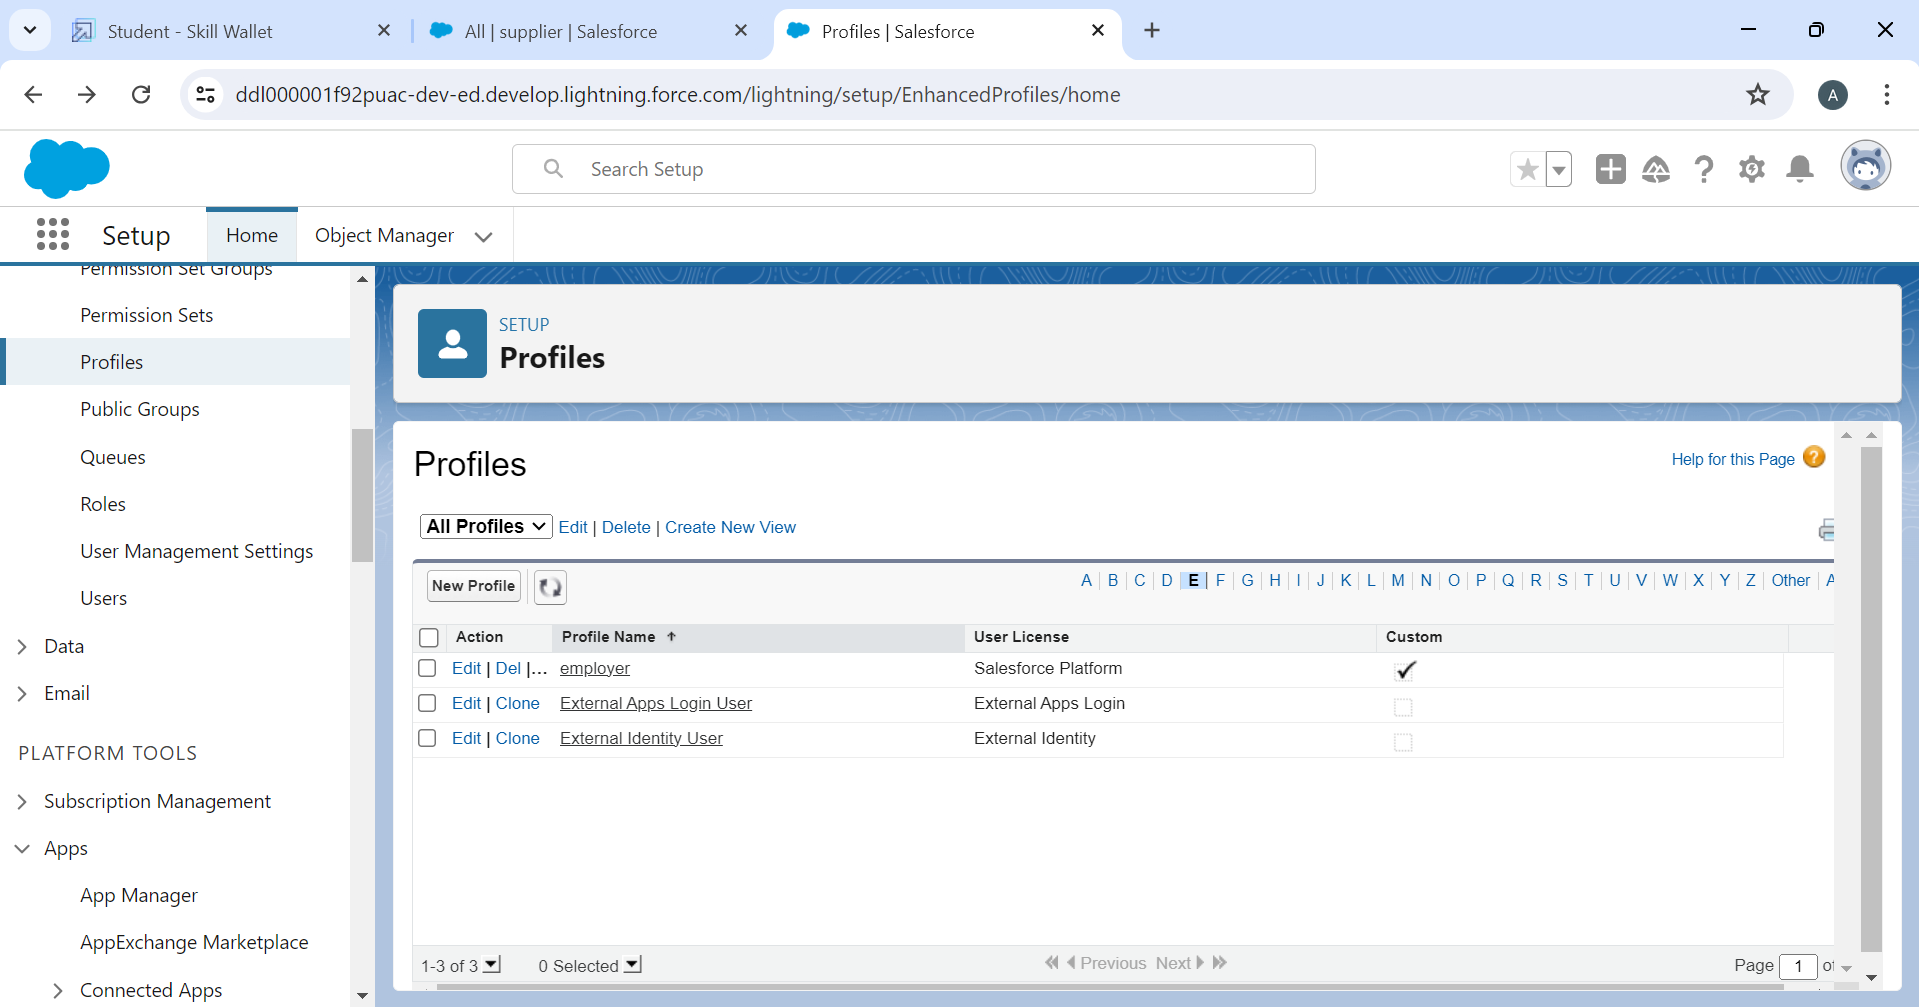 Student - Skill Wallet
All | supplier | Salesforce
Profiles | Salesforce
ddl000001f92puac-dev-ed.develop.lightning.force.com/lightning/setup/EnhancedProfiles/home
A
Search Setup
Setup
Home
Object Manager
Permission Set Groups
Permission Sets
Profiles
Public Groups
Queues
Roles
User Management Settings
Users
Data
Email
PLATFORM TOOLS
Subscription Management
Apps
App Manager
AppExchange Marketplace
Connected Apps
SETUP
Profiles
Profiles
Help for this Page ?
All Profiles Edit | Delete | Create New View
New Profile
A B C D E F G H I J K L M N O P Q R S T U V W X Y Z Other A
Action Profile Name User License Custom
Edit | Del |... employer Salesforce Platform
Edit | Clone External Apps Login User External Apps Login
Edit | Clone External Identity User External Identity
1-3 of 3 0 Selected Previous Next Page 1 of